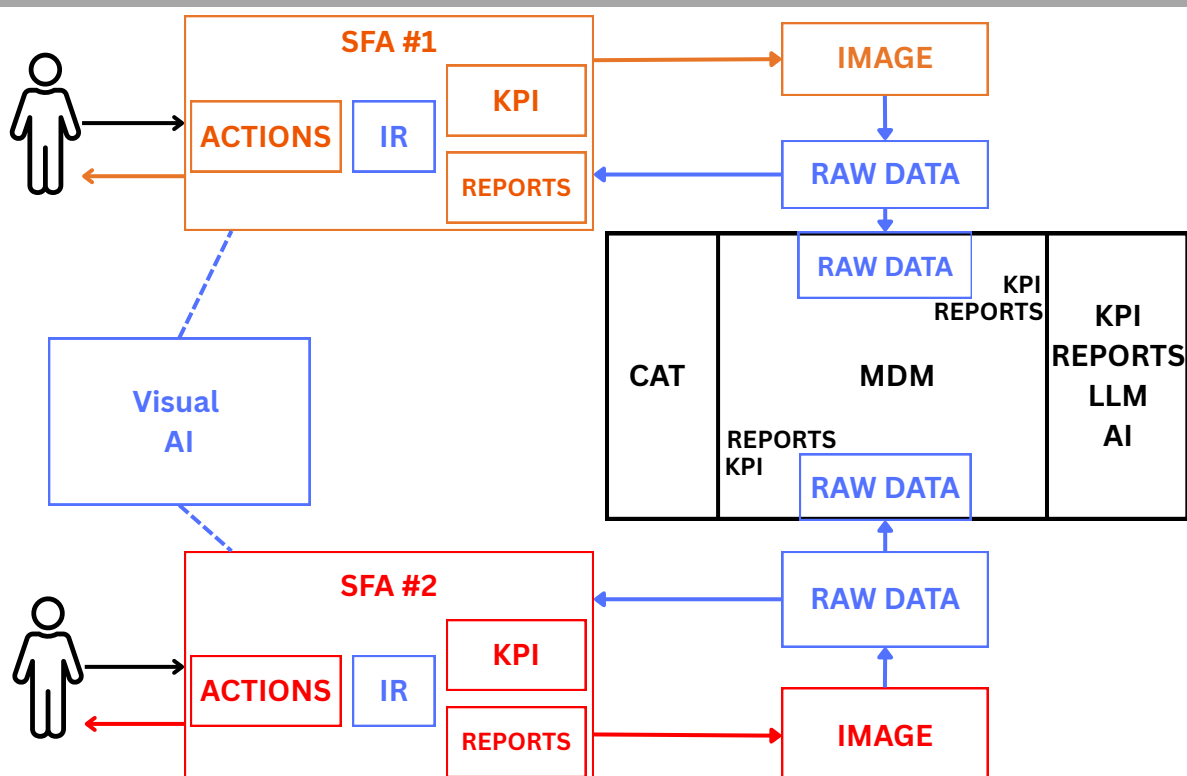 SFA #1
ACTIONS
IR
KPI
REPORTS
IMAGE
RAW DATA
RAW DATA
KPI
REPORTS
CAT
MDM
KPI
REPORTS
LLM
AI
REPORTS
KPI
RAW DATA
Visual
AI
SFA #2
ACTIONS
IR
KPI
REPORTS
RAW DATA
IMAGE